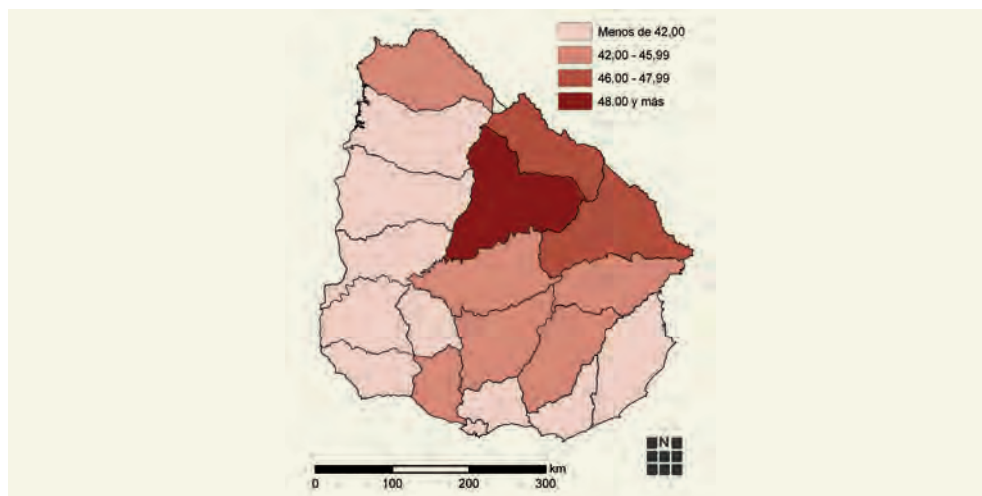 Menos de 42,00
42,00 - 45,99
46,00 - 47,99
48.00 y más
N
km
0 100 200 300